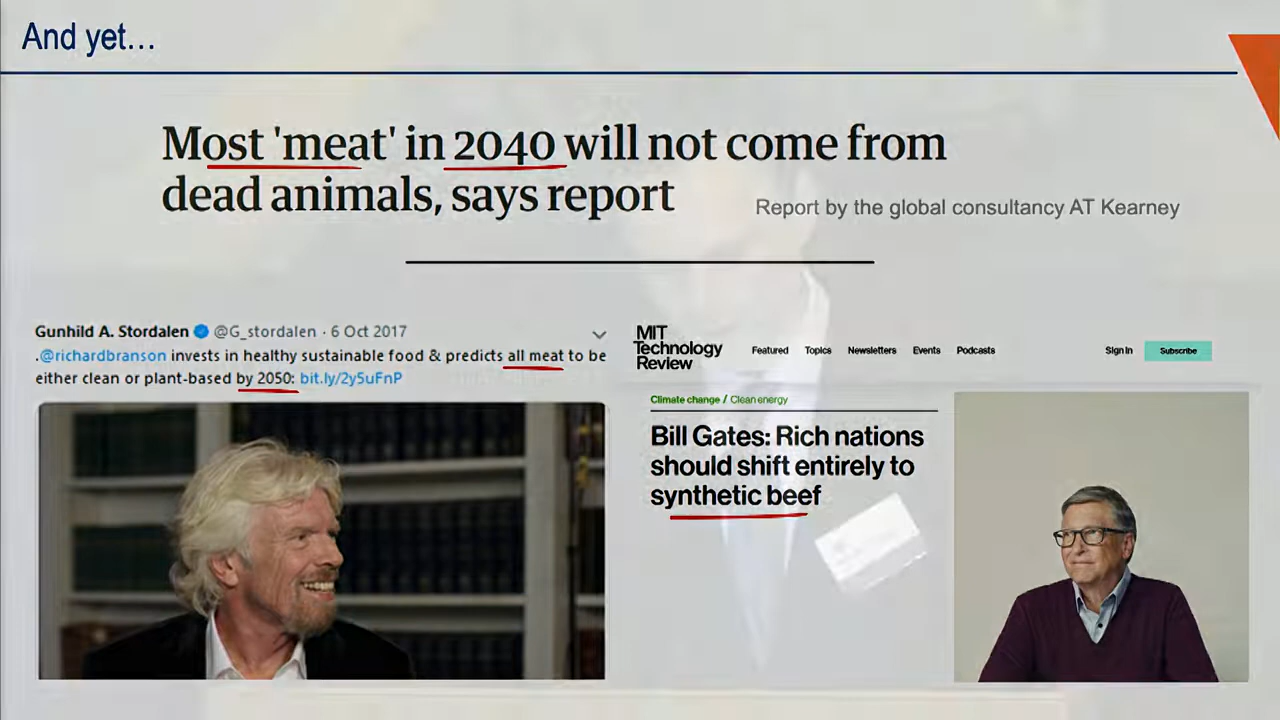 And yet...
Most 'meat' in 2040 will not come from
dead animals, says report
Report by the global consultancy AT Kearney
Gunhild A. Stordalen @G_stordalen · 6 Oct 2017
.@richardbranson invests in healthy sustainable food & predicts all meat to be
either clean or plant-based by 2050: bit.ly/2y5uFnP
MIT
Technology
Review
Featured Topics Newsletters Events Podcasts
Sign In Subscribe
Climate change / Clean energy
Bill Gates: Rich nations
should shift entirely to
synthetic beef